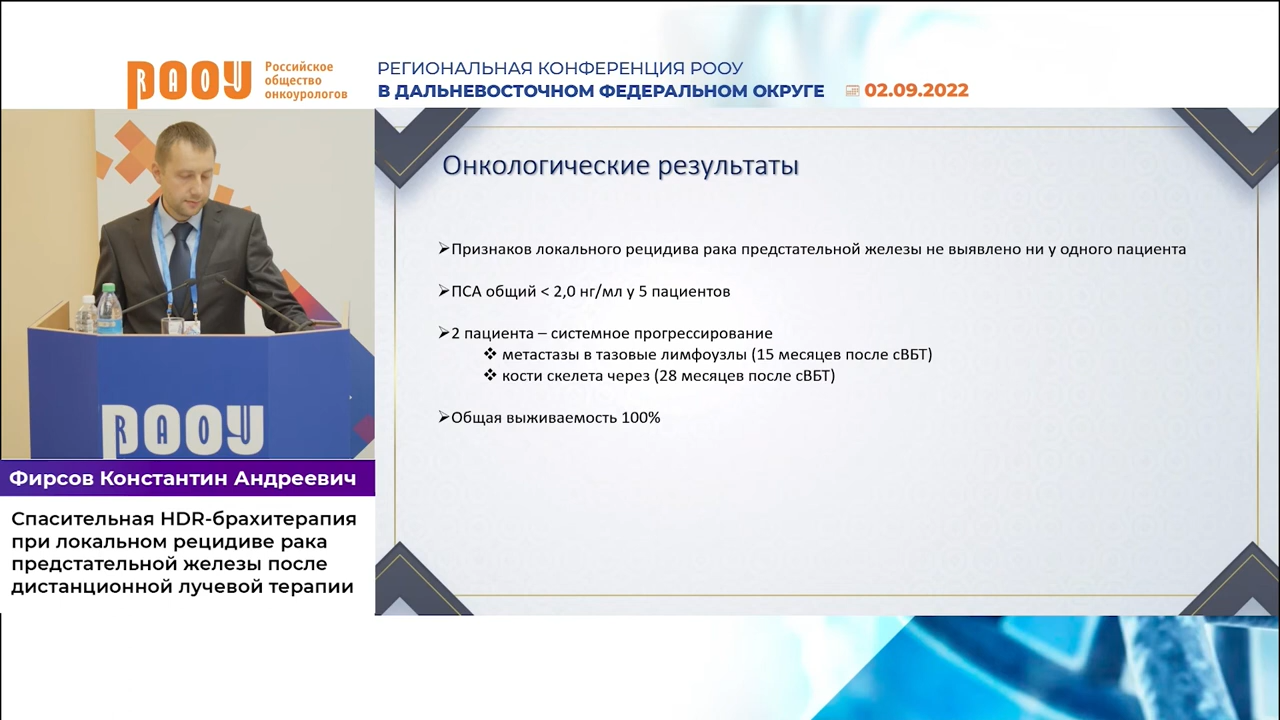 РООУ
RAOU
Российское
общество
онкоурологов
РЕГИОНАЛЬНАЯ КОНФЕРЕНЦИЯ РООУ
В ДАЛЬНЕВОСТОЧНОМ ФЕДЕРАЛЬНОМ ОКРУГЕ
02.09.2022
Онкологические результаты
Признаков локального рецидива рака предстательной железы не выявлено ни у одного пациента
ПСА общий < 2,0 нг/мл у 5 пациентов
2 пациента – системное прогрессирование
метастазы в тазовые лимфоузлы (15 месяцев после сВБТ)
кости скелета через (28 месяцев после сВБТ)
Общая выживаемость 100%
РООУ
RAOU
Фирсов Константин Андреевич
Спасительная HDR-брахитерапия
при локальном рецидиве рака
предстательной железы после
дистанционной лучевой терапии